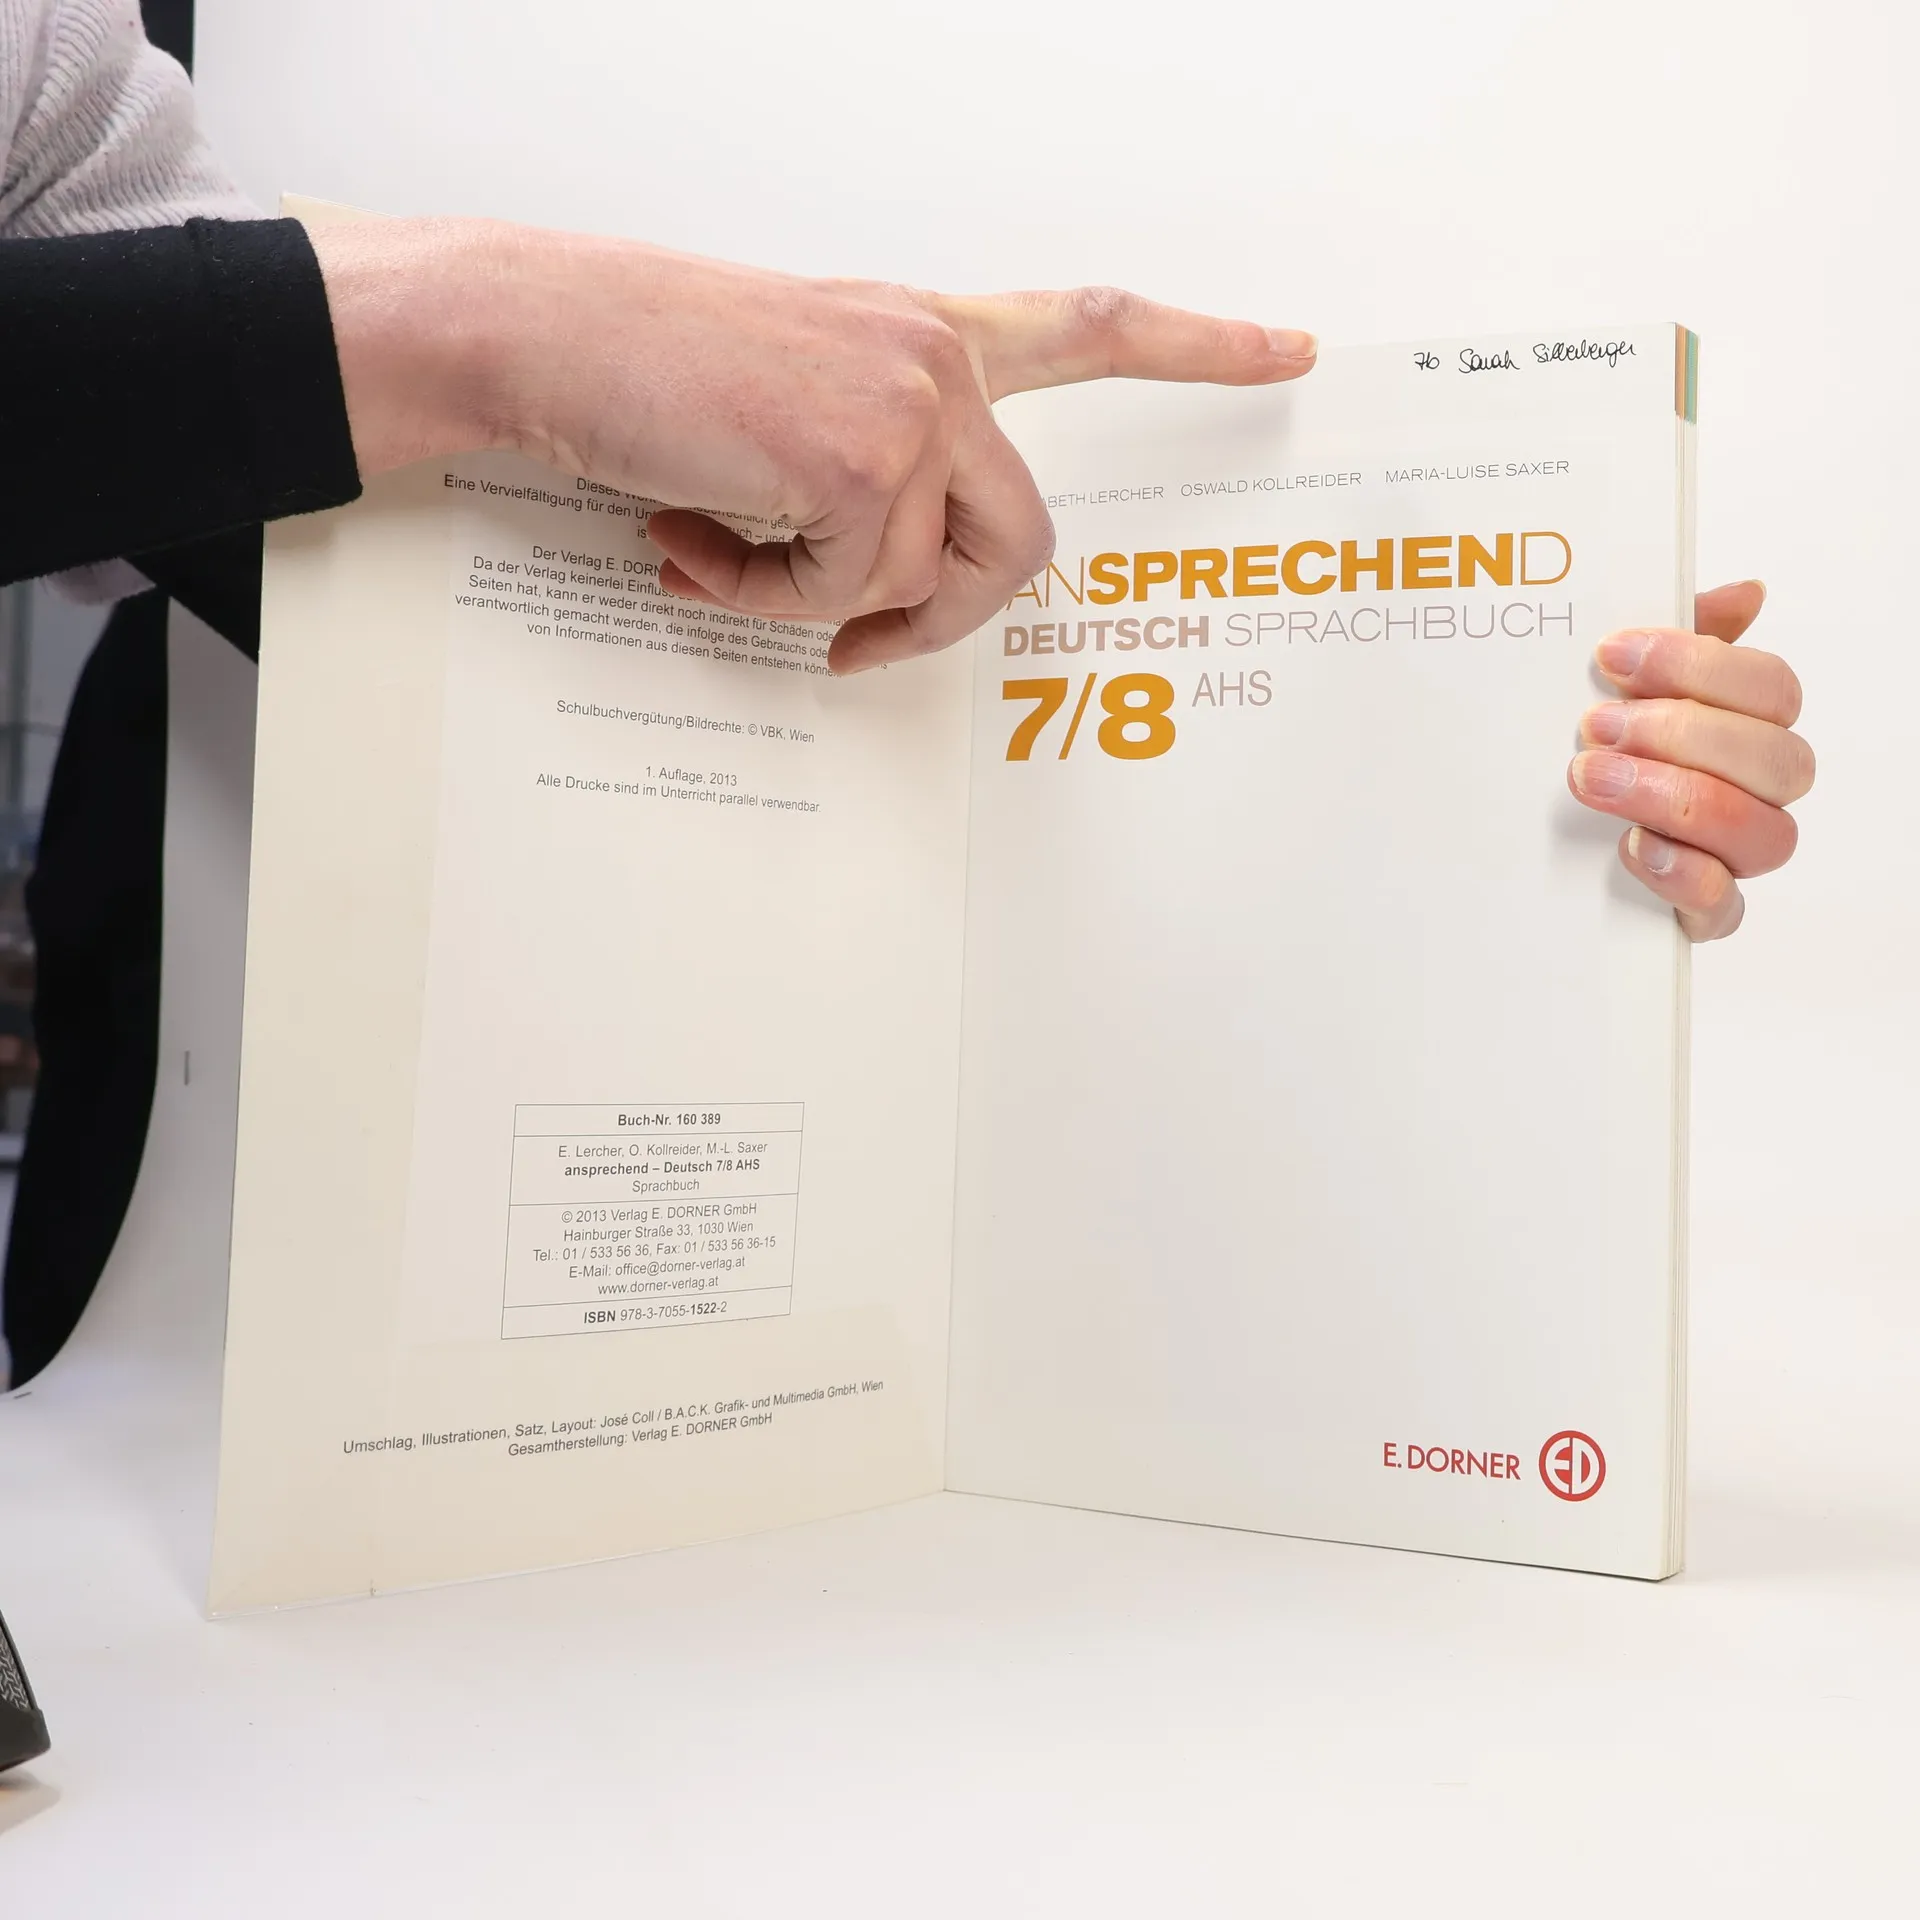 Dieses
Eine Vervielfältigung für den
is
Der Verlag E.
Da der Verlag keinerlei Einfluss
Seiten hat, kann er weder direkt noch indirekt für Schäden
verantwortlich gemacht werden, die infolge des Gebrauchs
von Informationen aus diesen Seiten entstehen
Schulbuchvergütung/Bildrechte: © VBK, Wien
1. Auflage, 2013
Alle Drucke sind im Unterricht parallel verwendbar.
Buch-Nr. 160 389
E. Lercher, O. Kollreider, M.-L. Saxer
ansprechend – Deutsch 7/8 AHS
Sprachbuch
© 2013 Verlag E. DORNER GmbH
Hainburger Straße 33, 1030 Wien
Tel.: 01 / 533 56 36, Fax: 01 / 533 56 36-15
E-Mail: office@dorner-verlag.at
www.dorner-verlag.at
ISBN 978-3-7055-1522-2
Umschlag, Illustrationen, Satz, Layout: José Coll / B.A.C.K. Grafik- und Multimedia GmbH, Wien
Gesamtherstellung: Verlag E. DORNER GmbH
7b Sarah Silberberger
LERCHER OSWALD KOLLREIDER MARIA-LUISE SAXER
ANSPRECHEND
DEUTSCH SPRACHBUCH
7/8 AHS
E. DORNER